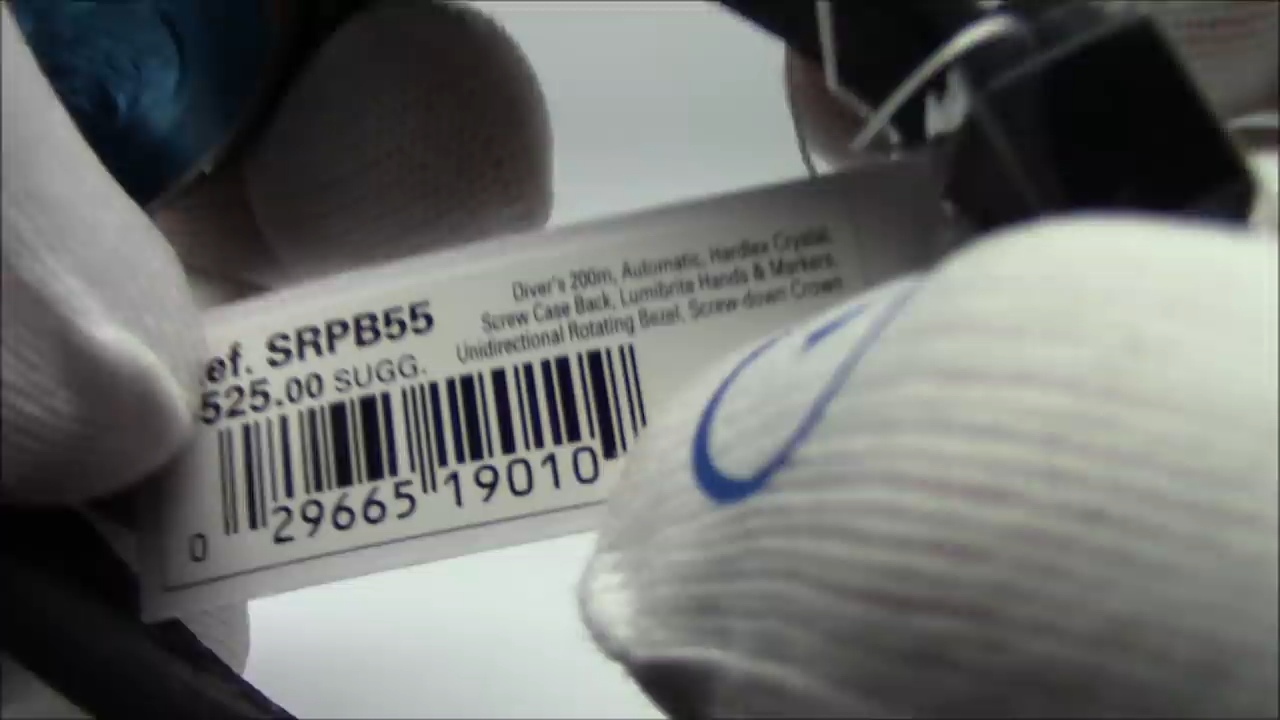 Diver's 200m, Automatic, Hardlex Crystal,
Screw Case Back, Lumibrite Hands & Markers,
Unidirectional Rotating Bezel, Screw-down Crown
ef. SRPB55
525.00 SUGG.
0 29665 19010